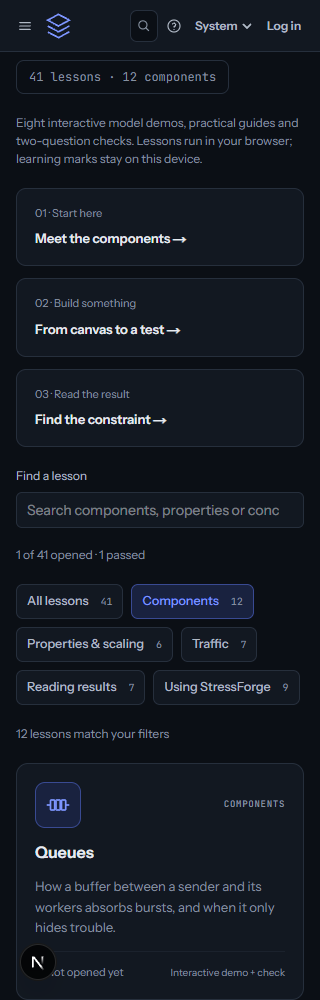 System
Log in
41 lessons · 12 components
Eight interactive model demos, practical guides and
two-question checks. Lessons run in your browser;
learning marks stay on this device.
01 · Start here
Meet the components →
02 · Build something
From canvas to a test →
03 · Read the result
Find the constraint →
Find a lesson
Search components, properties or conc
1 of 41 opened · 1 passed
All lessons 41
Components 12
Properties & scaling 6
Traffic 7
Reading results 7
Using StressForge 9
12 lessons match your filters
COMPONENTS
Queues
How a buffer between a sender and its
workers absorbs bursts, and when it only
hides trouble.
N
opened yet
Interactive demo + check